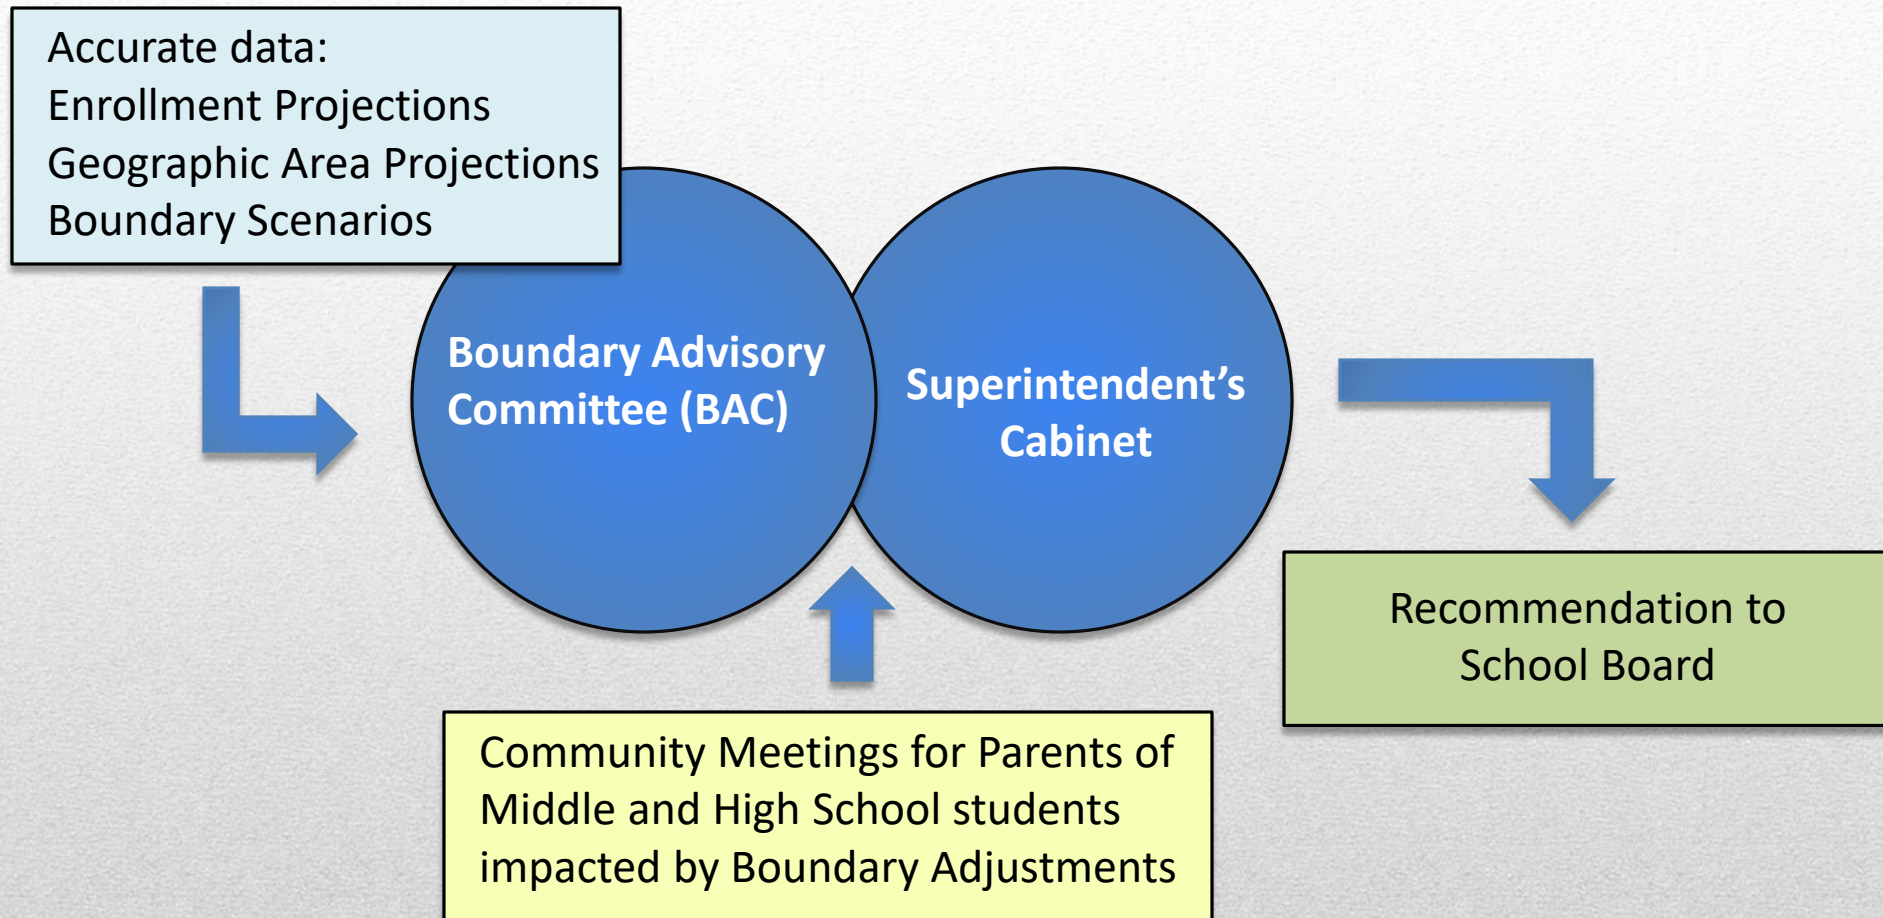 Accurate data:
Enrollment Projections
Geographic Area Projections
Boundary Scenarios
Boundary Advisory
Committee (BAC)
Superintendent’s
Cabinet
Recommendation to
School Board
Community Meetings for Parents of
Middle and High School students
impacted by Boundary Adjustments